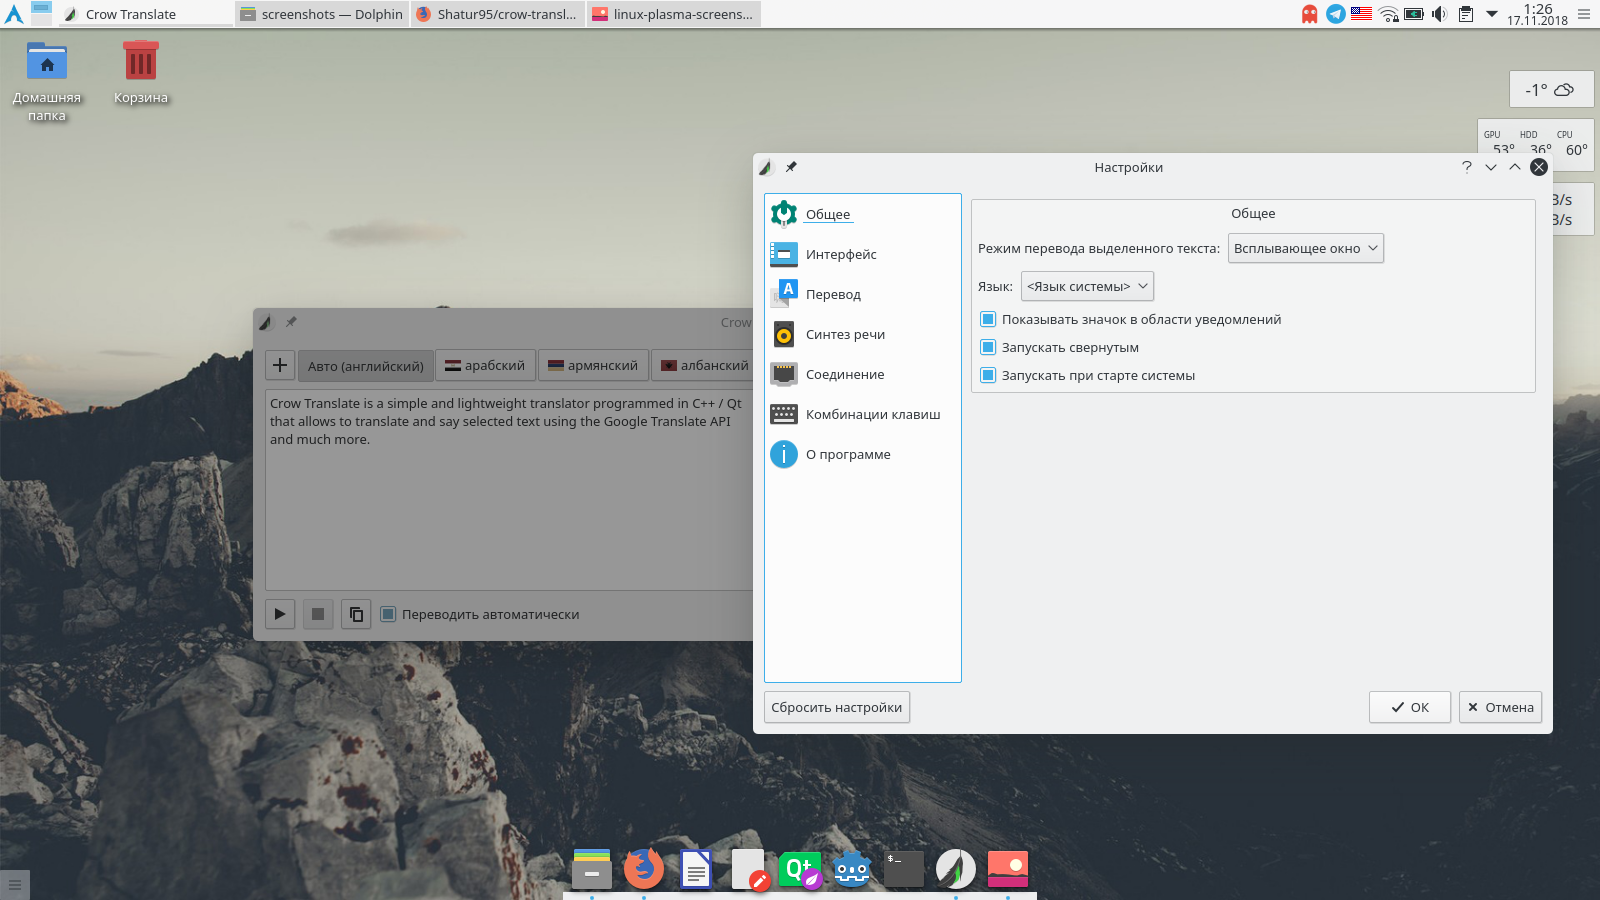 Crow Translate
screenshots — Dolphin
Shatur95/crow-transl...
linux-plasma-screens...
1:26
17.11.2018
Домашняя
папка
Корзина
-1°
GPU HDD CPU
53° 36° 60°
B/s
B/s
Crow
Авто (английский)
арабский
армянский
албанский
Crow Translate is a simple and lightweight translator programmed in C++ / Qt
that allows to translate and say selected text using the Google Translate API
and much more.
Переводить автоматически
Настройки
Общее
Интерфейс
Перевод
Синтез речи
Соединение
Комбинации клавиш
О программе
Общее
Режим перевода выделенного текста: Всплывающее окно
Язык: <Язык системы>
Показывать значок в области уведомлений
Запускать свернутым
Запускать при старте системы
Сбросить настройки
ОК
Отмена
Qt
$_